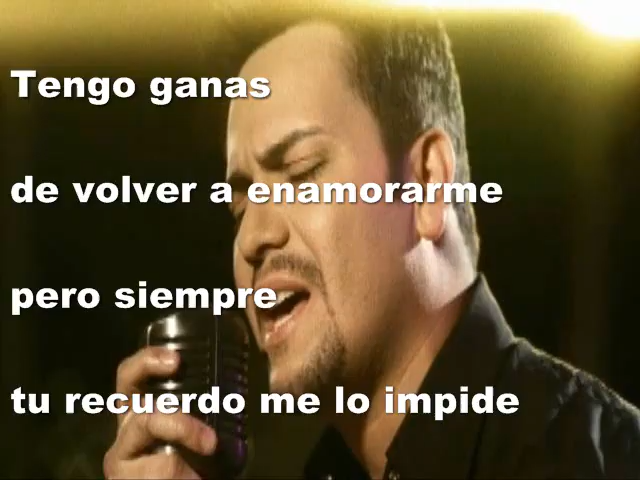 Tengo ganas
de volver a enamorarme
pero siempre
tu recuerdo me lo impide